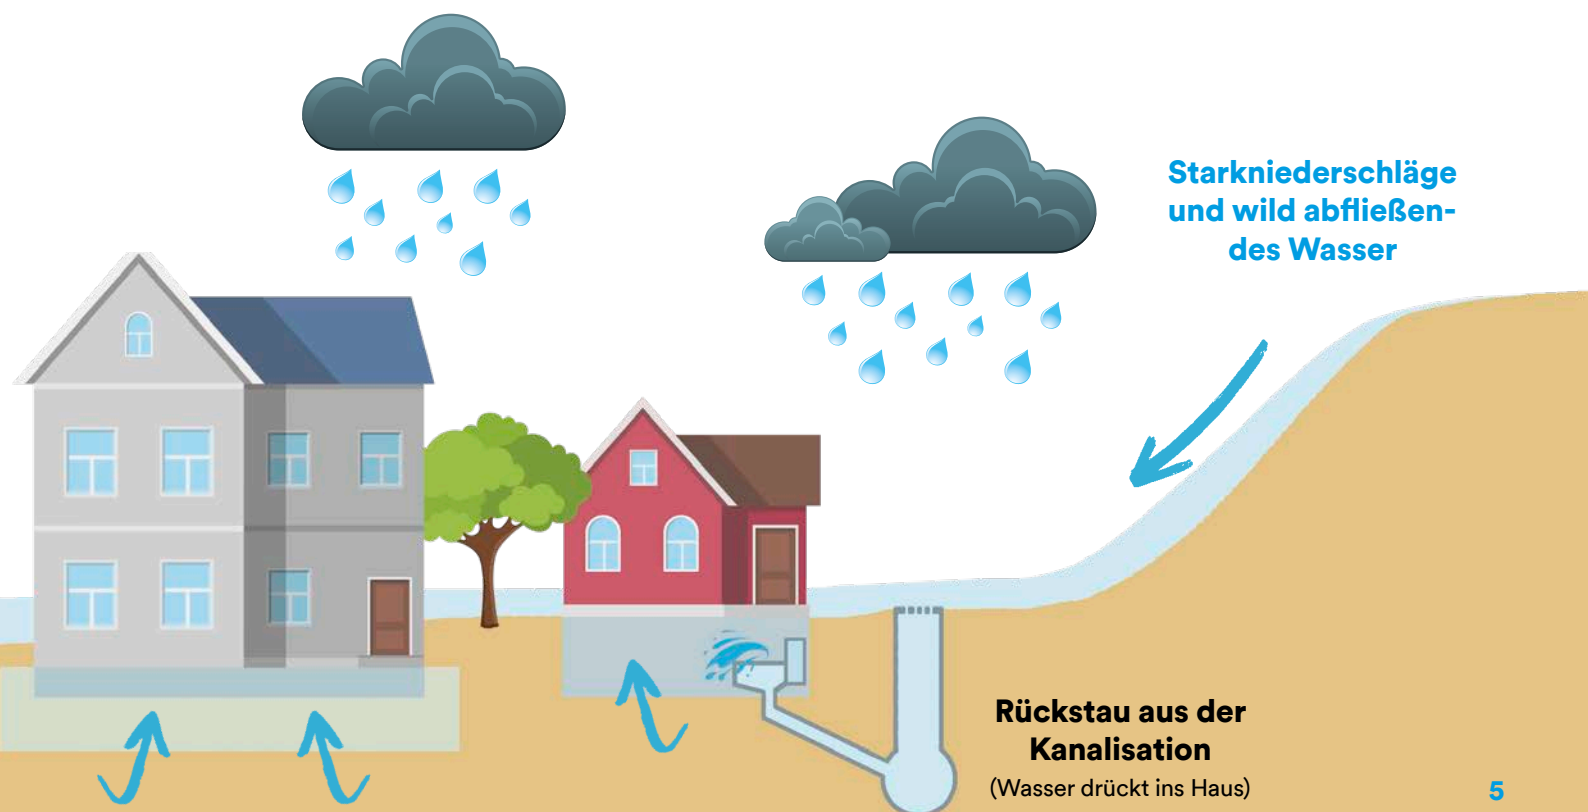 Starkniederschläge
und wild abfließen-
des Wasser
Rückstau aus der
Kanalisation
(Wasser drückt ins Haus)
5